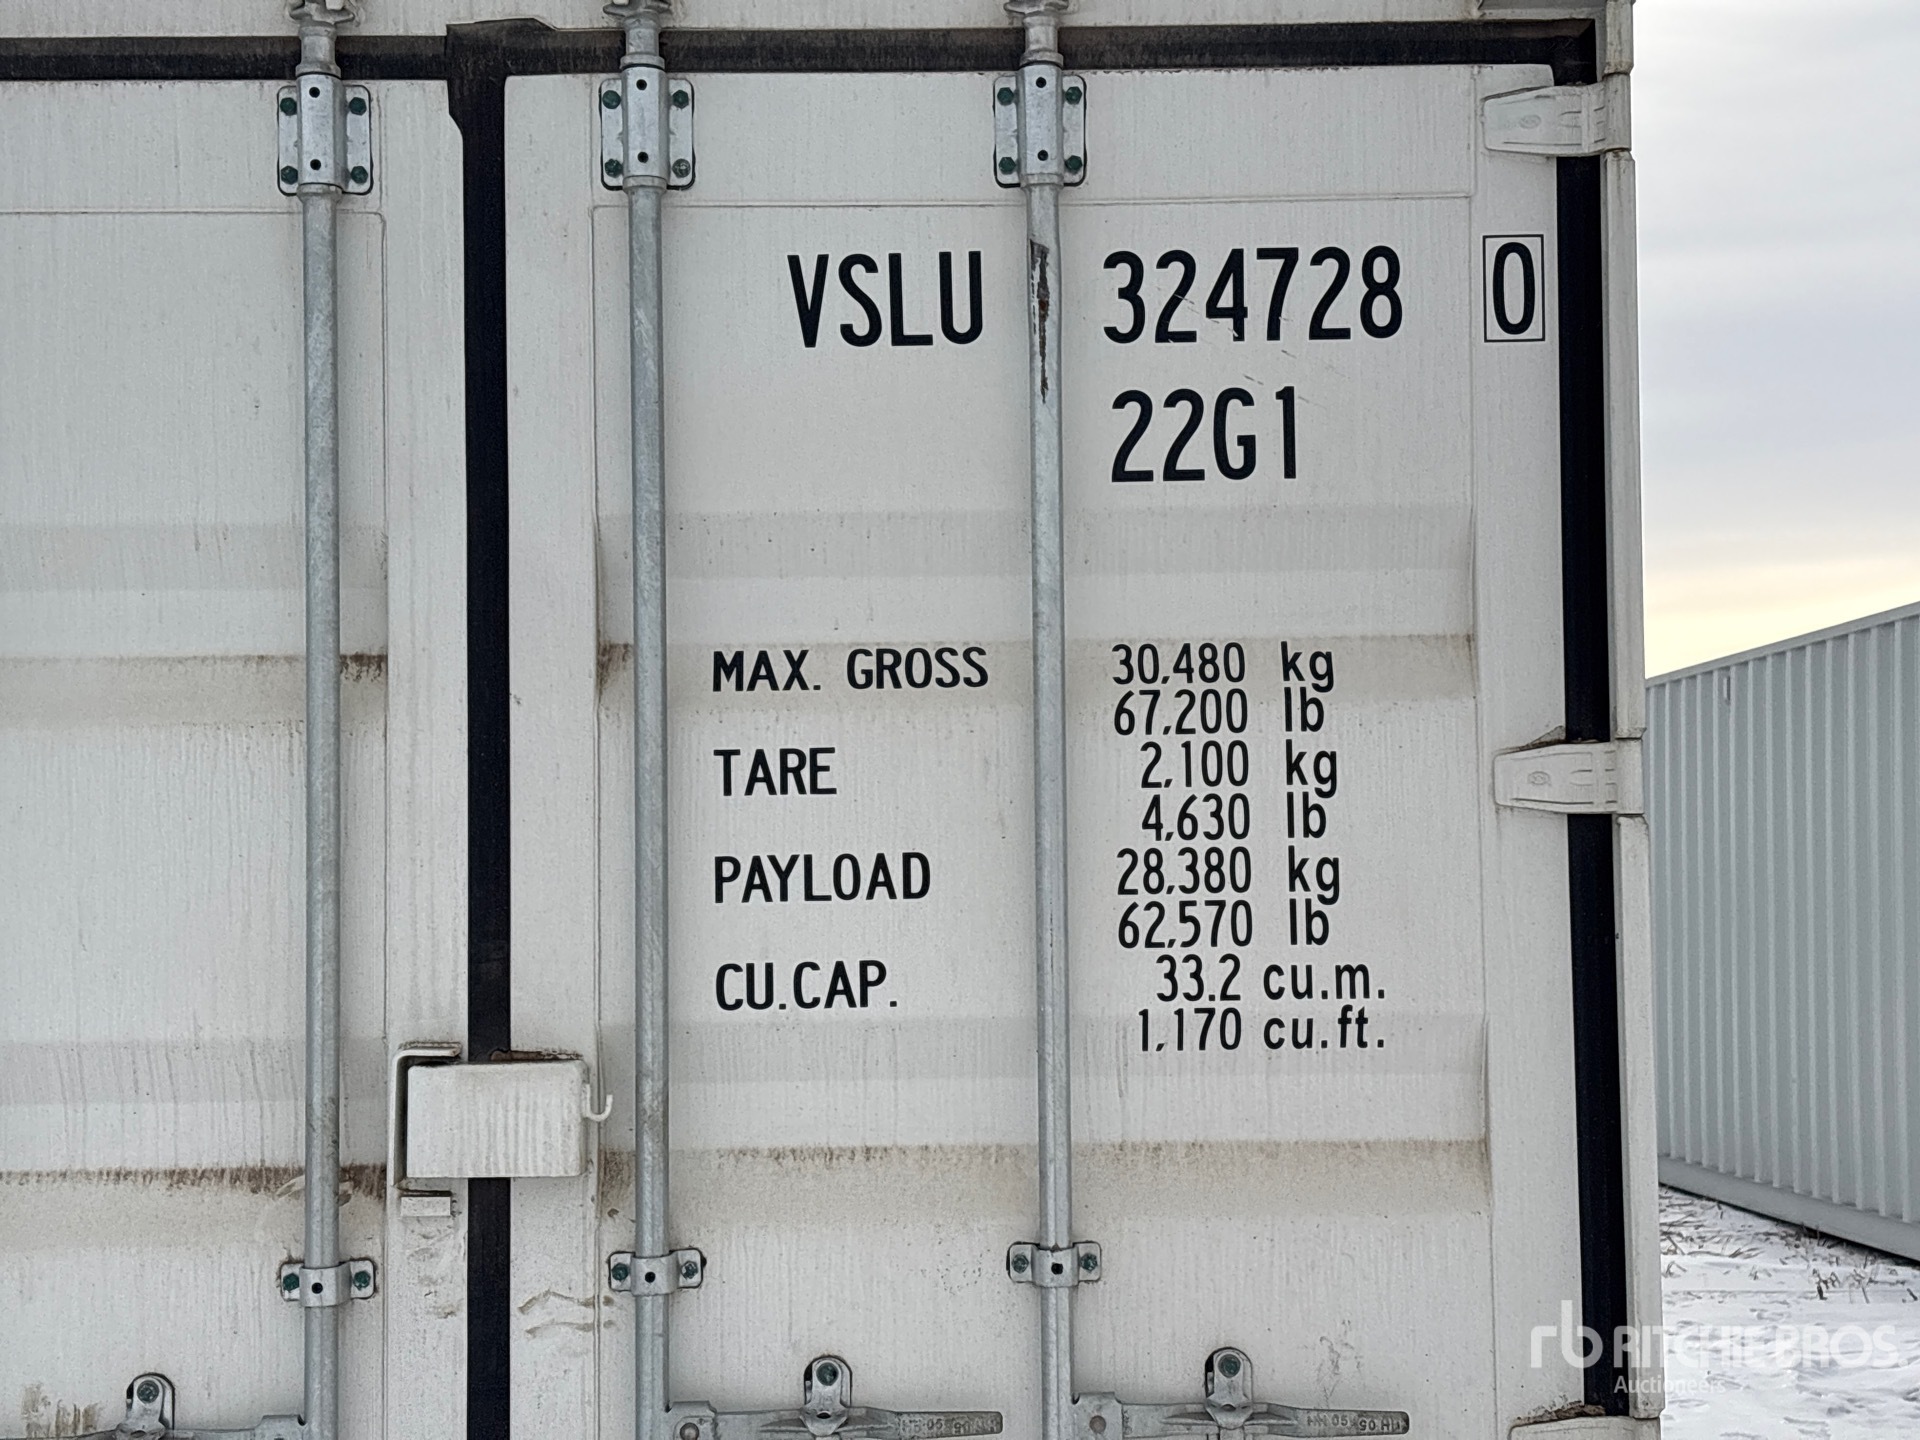 VSLU 324728 0
22G1
MAX. GROSS 30,480 kg
67,200 lb
TARE 2,100 kg
4,630 lb
PAYLOAD 28,380 kg
62,570 lb
CU.CAP. 33.2 cu.m.
1,170 cu.ft.
rb RITCHIE BROS
Auctioneers